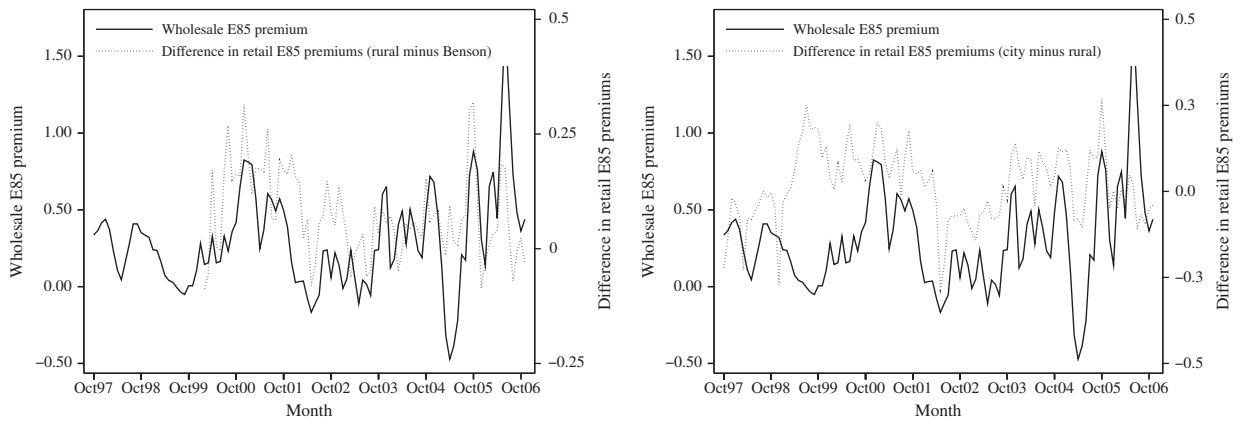 Wholesale E85 premium
Difference in retail E85 premiums (rural minus Benson)
Wholesale E85 premium
1.50
1.00
0.50
0.00
−0.50
0.5
0.25
0
−0.25
Difference in retail E85 premiums
Oct97 Oct98 Oct99 Oct00 Oct01 Oct02 Oct03 Oct04 Oct05 Oct06
Month
Wholesale E85 premium
Difference in retail E85 premiums (city minus rural)
Wholesale E85 premium
1.50
1.00
0.50
0.00
−0.50
0.5
0.3
0.0
−0.3
−0.5
Difference in retail E85 premiums
Oct97 Oct98 Oct99 Oct00 Oct01 Oct02 Oct03 Oct04 Oct05 Oct06
Month